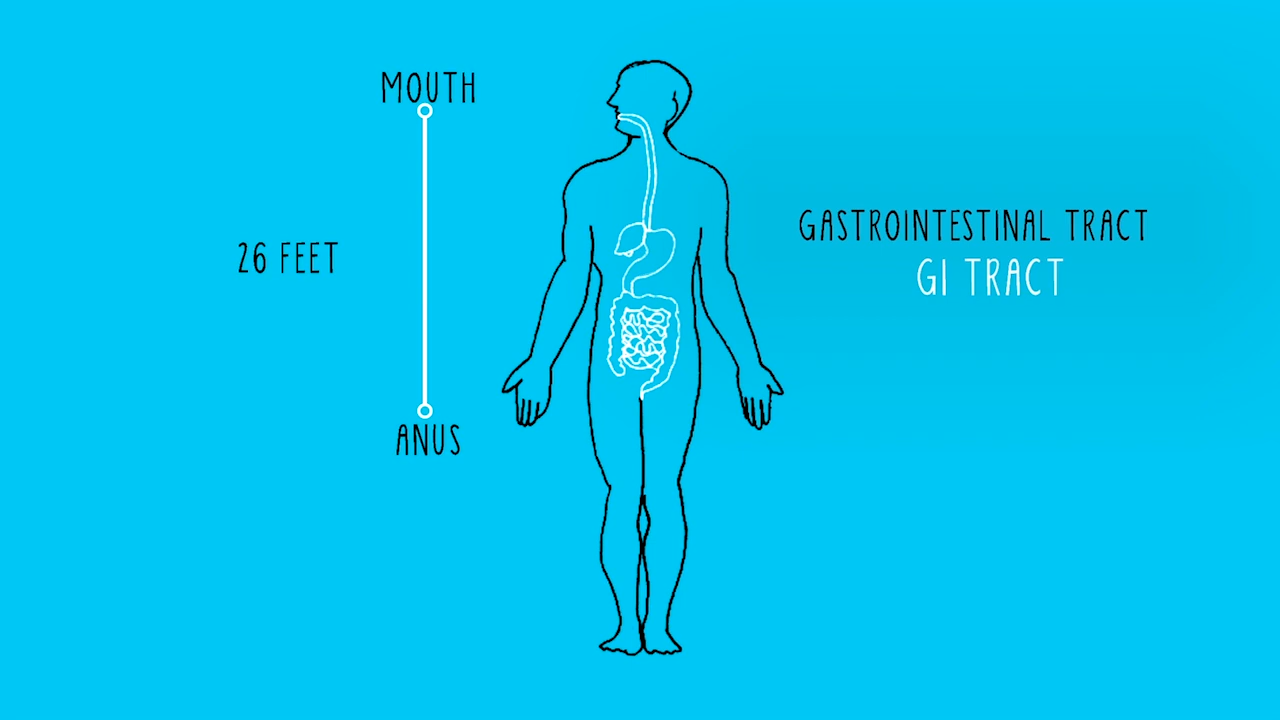 MOUTH
26 FEET
ANUS
GASTROINTESTINAL TRACT
GI TRACT